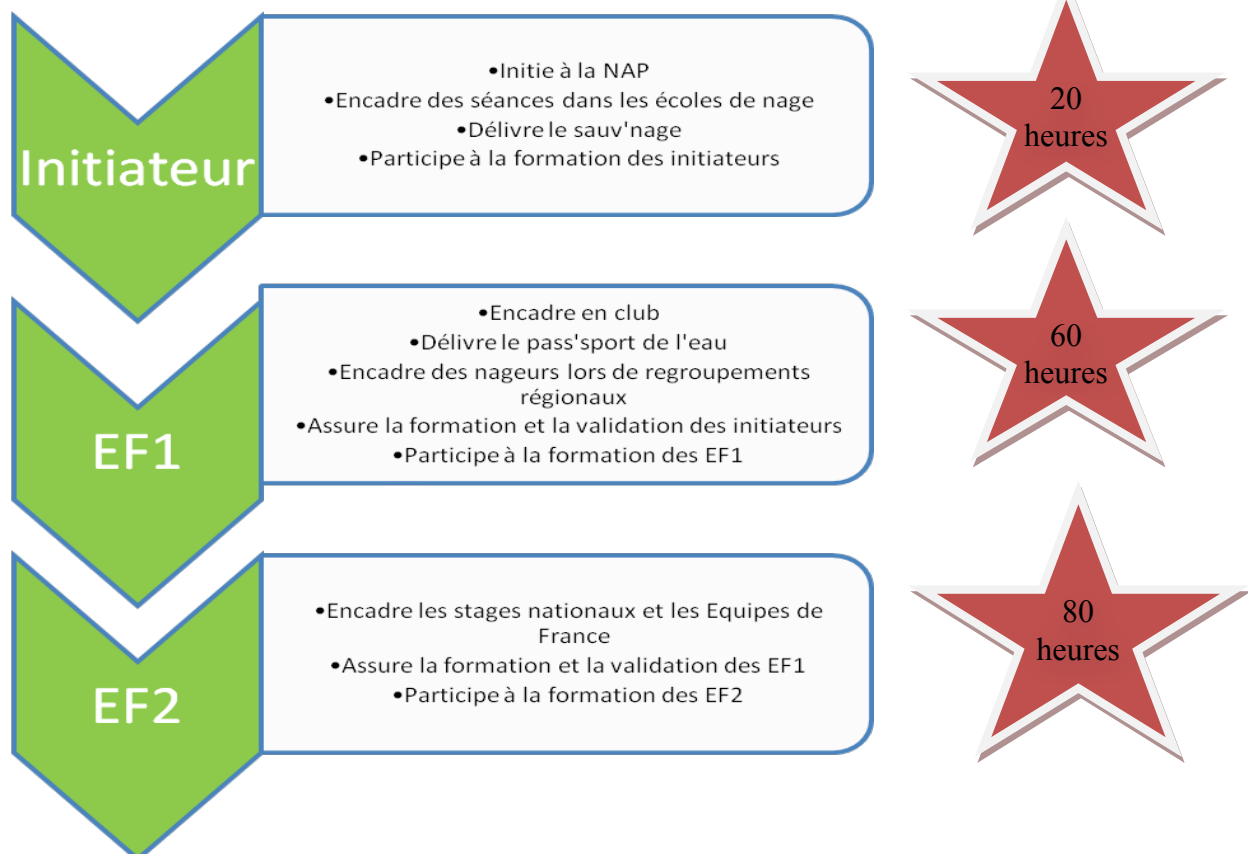 Initiateur
•Initie à la NAP
•Encadre des séances dans les écoles de nage
•Délivre le sauv'nage
•Participe à la formation des initiateurs
20
heures
EF1
•Encadre en club
•Délivre le pass'sport de l'eau
•Encadre des nageurs lors de regroupements
régionaux
•Assure la formation et la validation des initiateurs
•Participe à la formation des EF1
60
heures
EF2
•Encadre les stages nationaux et les Equipes de
France
•Assure la formation et la validation des EF1
•Participe à la formation des EF2
80
heures